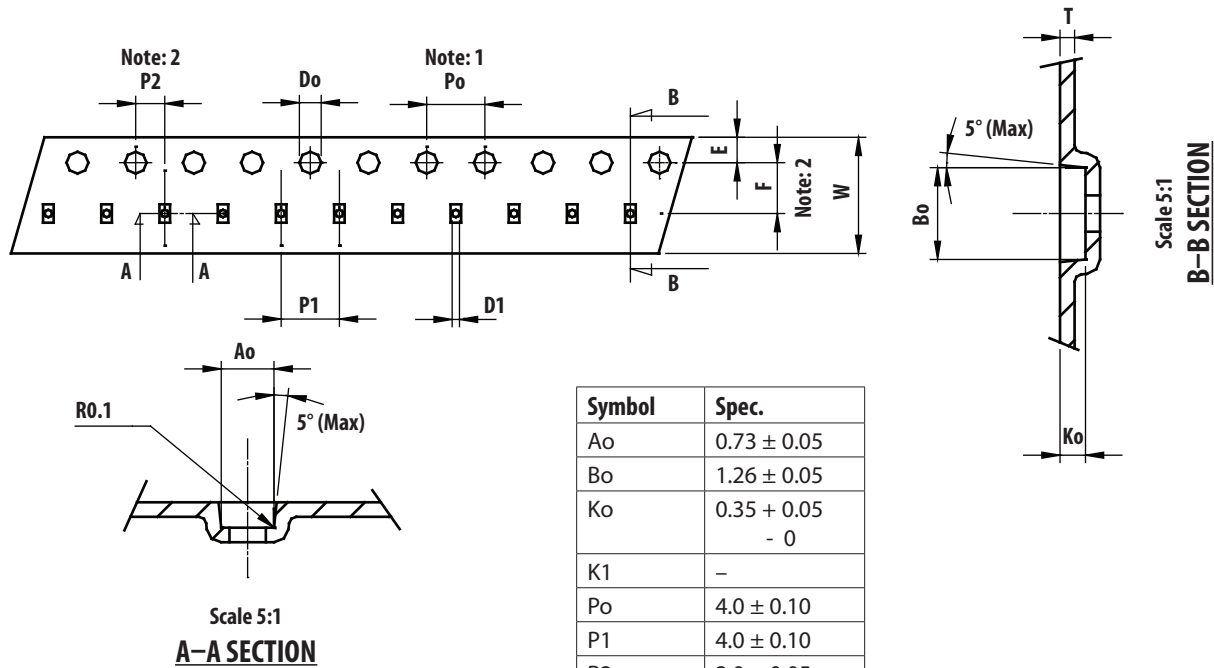 Note: 2
P2
Do
Note: 1
Po
B
E
F
Note: 2
W
A
A
P1
D1
B
T
5° (Max)
Bo
Ko
Scale 5:1
B–B SECTION
Ao
R0.1
5° (Max)
Scale 5:1
A–A SECTION
Symbol Spec.
Ao 0.73 ± 0.05
Bo 1.26 ± 0.05
Ko 0.35 + 0.05
- 0
K1 –
Po 4.0 ± 0.10
P1 4.0 ± 0.10